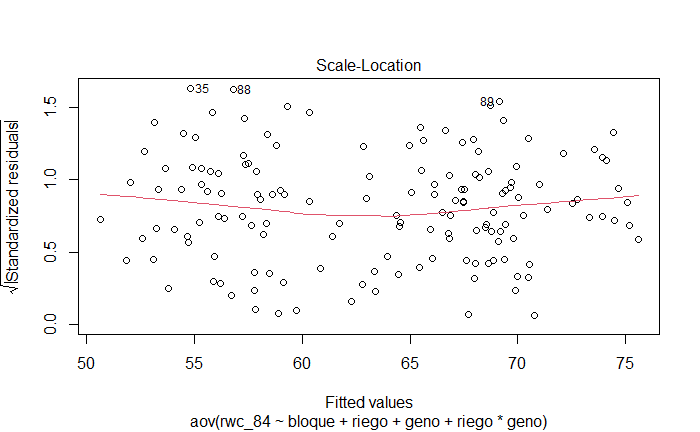 Scale-Location
√|Standardized residuals|
0.0 0.5 1.0 1.5
35
88
89
50 55 60 65 70 75
Fitted values
aov(rwc_84 ~ bloque + riego + geno + riego * geno)